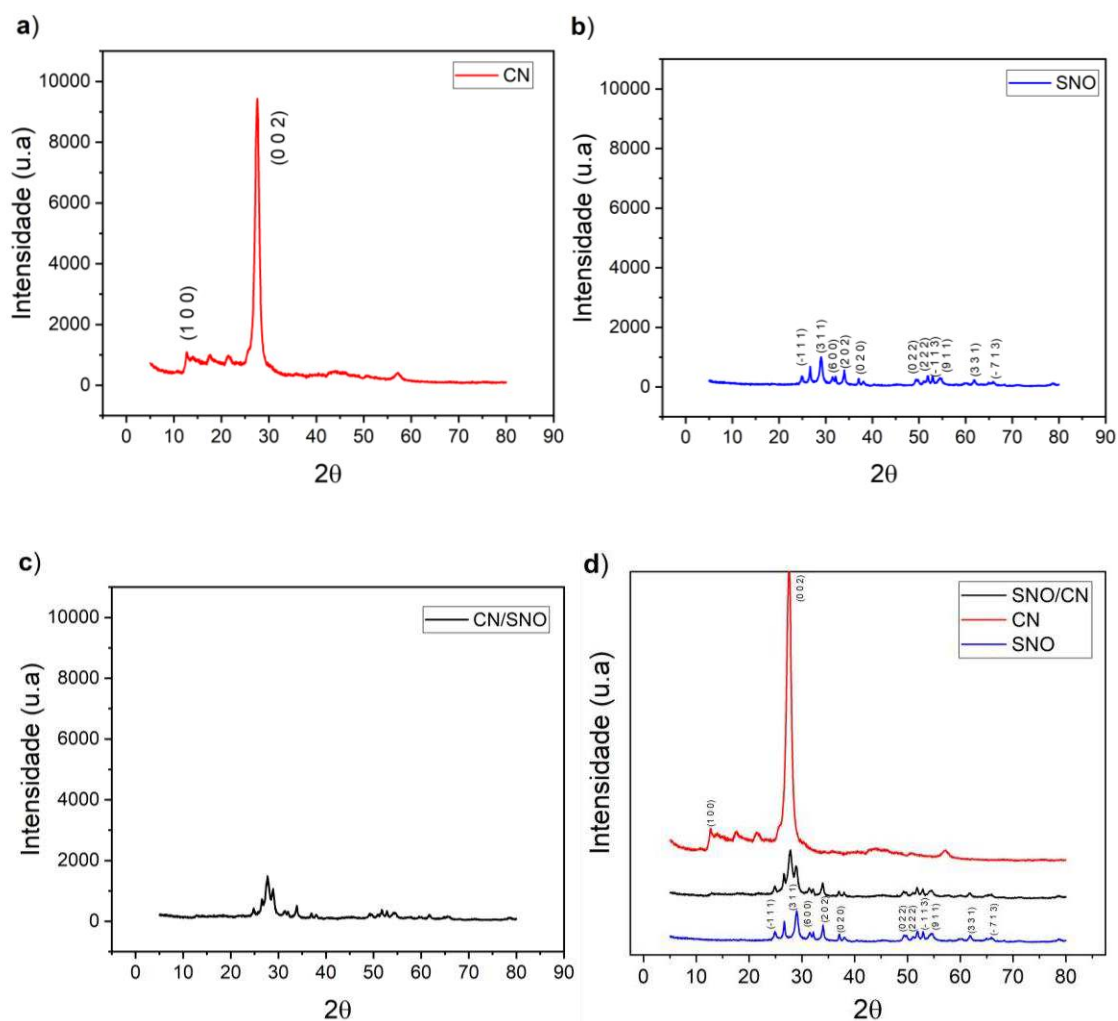 a)
CN
(0 0 2)
(1 0 0)
10000
8000
6000
4000
2000
0
Intensidade (u.a)
0 10 20 30 40 50 60 70 80 90
2θ
b)
SNO
(-1 1 1)
(3 1 1)
(6 0 0)
(2 0 2)
(0 2 0)
(0 2 2)
(2 2 2)
(-1 1 3)
(9 1 1)
(3 3 1)
(- 7 1 3)
10000
8000
6000
4000
2000
0
Intensidade (u.a)
0 10 20 30 40 50 60 70 80 90
2θ
c)
CN/SNO
10000
8000
6000
4000
2000
0
Intensidade (u.a)
0 10 20 30 40 50 60 70 80 90
2θ
d)
SNO/CN
CN
SNO
(0 0 2)
(1 0 0)
(-1 1 1)
(3 1 1)
(6 0 0)
(2 0 2)
(0 2 0)
(0 2 2)
(2 2 2)
(- 1 1 3)
(9 1 1)
(3 3 1)
(- 7 1 3)
Intensidade (u.a)
0 10 20 30 40 50 60 70 80
2θ